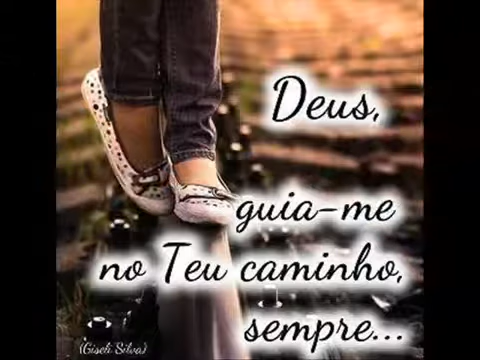 Deus,
guia-me
no Teu caminho,
sempre...
(Giseli Silva)